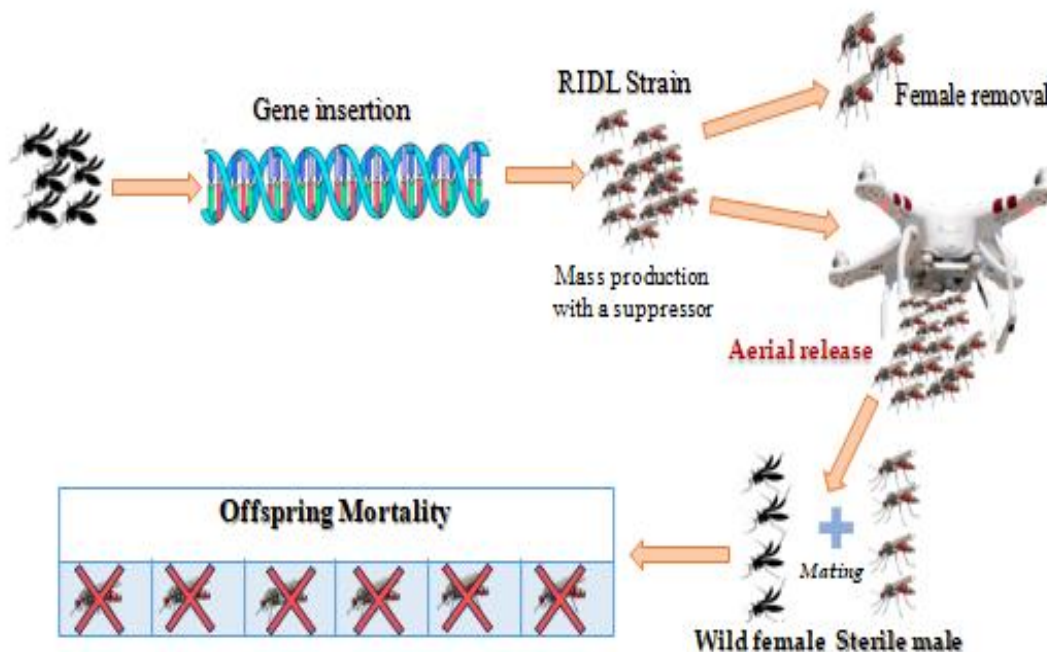 Gene insertion
RIDL Strain
Female removal
Mass production
with a suppressor
Aerial release
Offspring Mortality
Mating
Wild female Sterile male